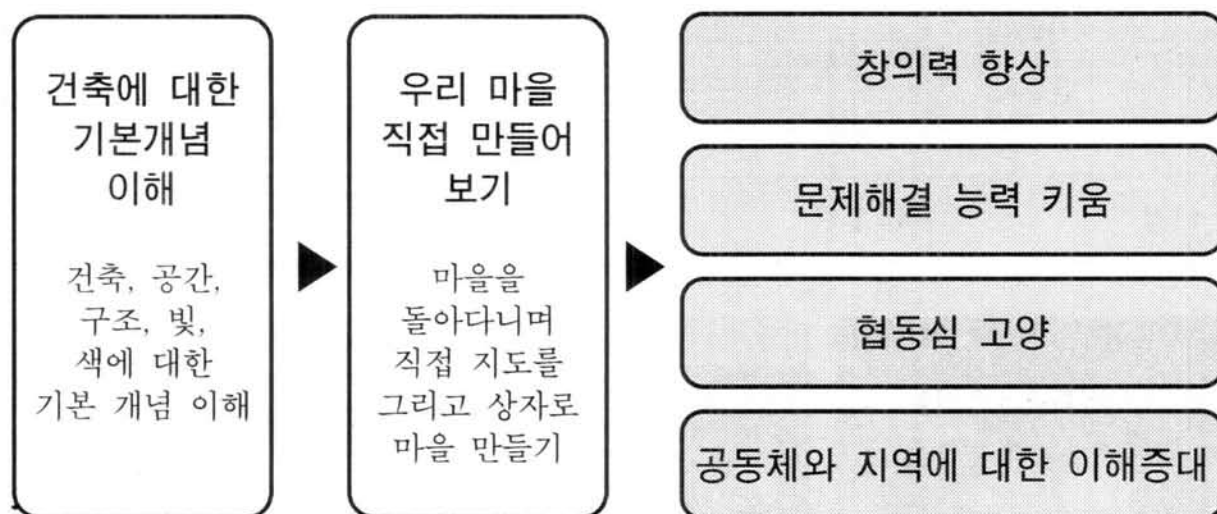 건축에 대한
기본개념
이해
건축, 공간,
구조, 빛,
색에 대한
기본 개념 이해
우리 마을
직접 만들어
보기
마을을
돌아다니며
직접 지도를
그리고 상자로
마을 만들기
창의력 향상
문제해결 능력 키움
협동심 고양
공동체와 지역에 대한 이해증대